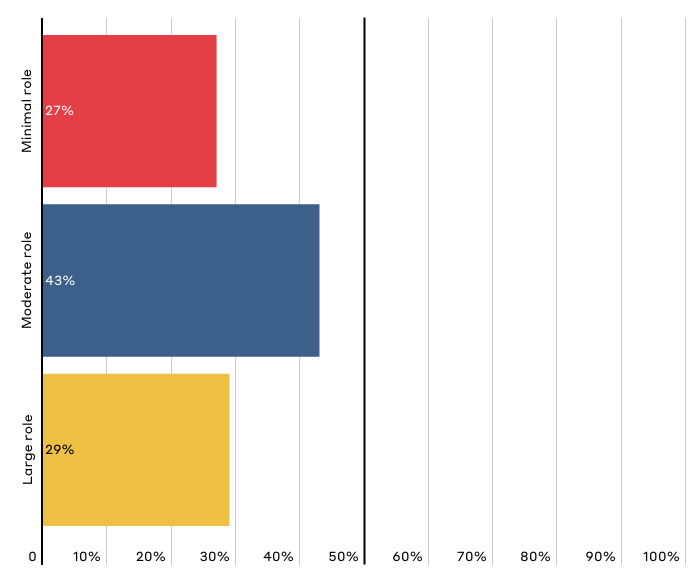 Minimal role
27%
Moderate role
43%
Large role
29%
0 10% 20% 30% 40% 50% 60% 70% 80% 90% 100%